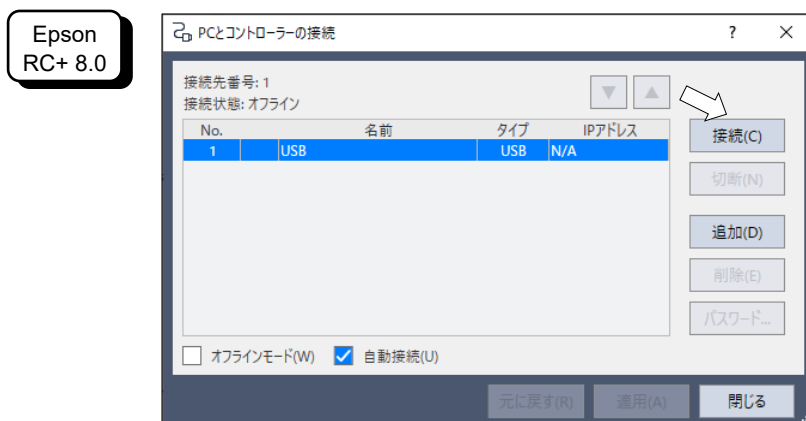 Epson
RC+ 8.0
PCとコントローラーの接続
?
接続先番号: 1
接続状態: オフライン
▼ ▲
No. 名前 タイプ IPアドレス
1 USB USB N/A
接続(C)
切断(N)
追加(D)
削除(E)
パスワード...
オフラインモード(W) 自動接続(U)
元に戻す(R) 適用(A) 閉じる